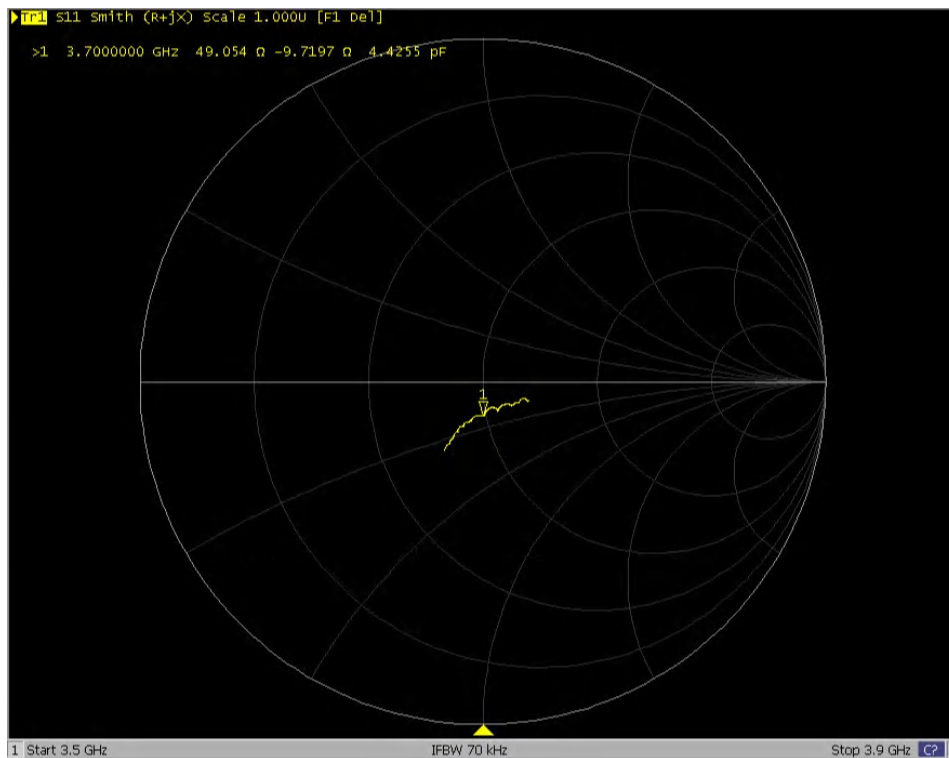 Tr1 S11 Smith (R+jX) Scale 1.000U [F1 Del]
>1 3.7000000 GHz 49.054 Ω -9.7197 Ω 4.4255 pF
1
1 Start 3.5 GHz IFBW 70 kHz Stop 3.9 GHz C?